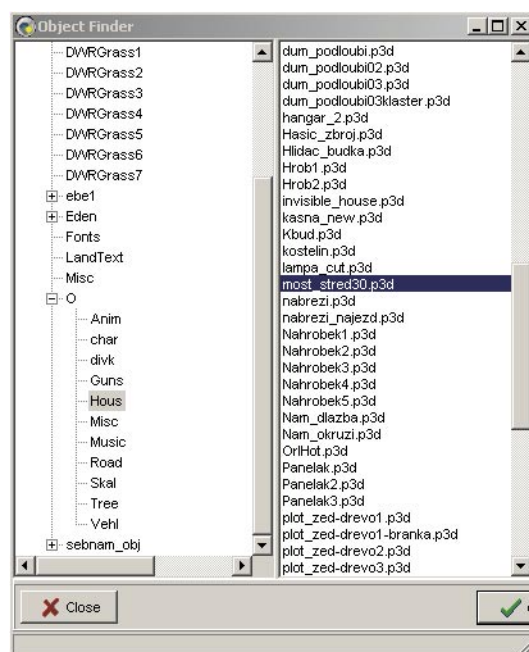 Object Finder
DWRGrass1
DWRGrass2
DWRGrass3
DWRGrass4
DWRGrass5
DWRGrass6
DWRGrass7
ebe1
Eden
Fonts
LandText
Misc
O
Anim
char
divk
Guns
Hous
Misc
Music
Road
Skal
Tree
Vehl
sebnam_obj
dum_podloubi.p3d
dum_podloubi02.p3d
dum_podloubi03.p3d
dum_podloubi03klaster.p3d
hangar_2.p3d
Hasic_zbroj.p3d
Hlidac_budka.p3d
Hrob1.p3d
Hrob2.p3d
invisible_house.p3d
kasna_new.p3d
Kbud.p3d
kostelin.p3d
lampa_cut.p3d
most_stred30.p3d
nabrezi.p3d
nabrezi_najezd.p3d
Nahrobek1.p3d
Nahrobek2.p3d
Nahrobek3.p3d
Nahrobek4.p3d
Nahrobek5.p3d
Nam_dlazba.p3d
Nam_okruzi.p3d
OrlHot.p3d
Panelak.p3d
Panelak2.p3d
Panelak3.p3d
plot_zed-drevo1.p3d
plot_zed-drevo1-branka.p3d
plot_zed-drevo2.p3d
plot_zed-drevo3.p3d
Close